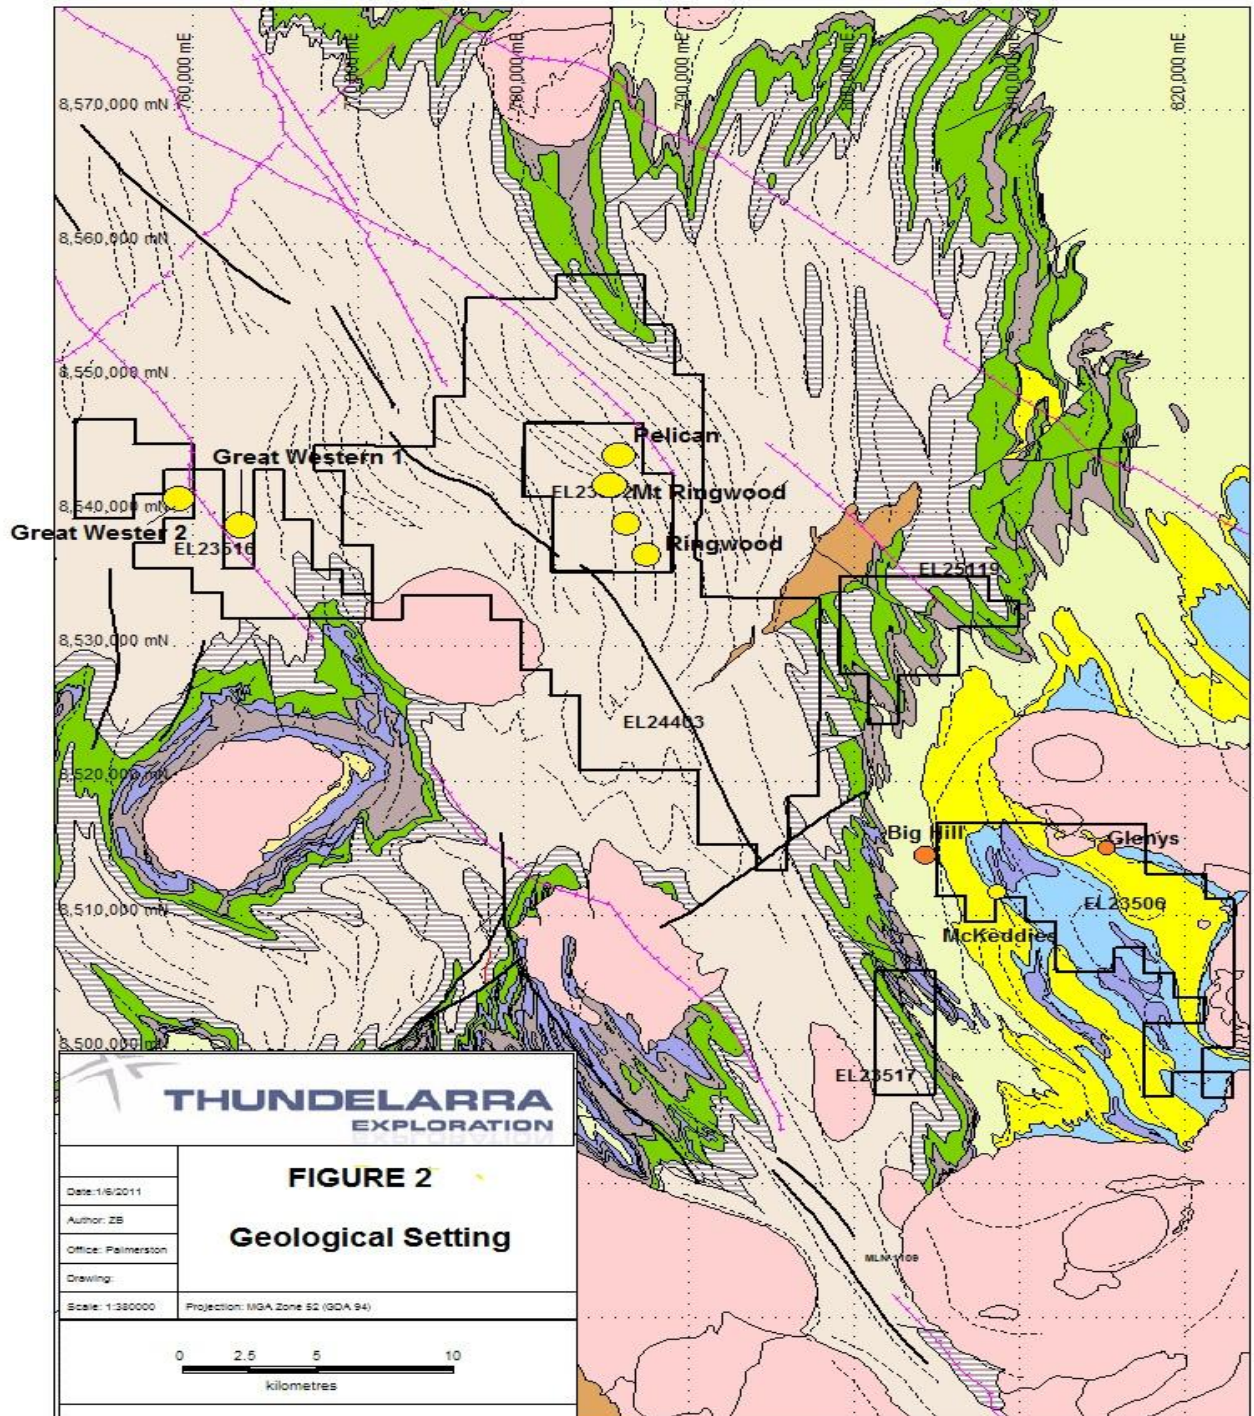 760,000 mE
780,000 mE
790,000 mE
820,000 mE
8,570,000 mN
8,560,000 mN
8,550,000 mN
Pelican
Great Western 1
Mt Ringwood
8,540,000 mN
Great Wester 2
EL23516
Ringwood
EL25119
8,530,000 mN
EL24403
8,520,000 mN
Big Hill
Glenys
8,510,000 mN
EL23506
McKeddies
8,500,000 mN
EL23517
THUNDELARRA
EXPLORATION
FIGURE 2
Geological Setting
Date:1/6/2011
Author: ZB
Office: Palmerston
Drawing:
Scale: 1:380000
Projection: MGA Zone 52 (GDA 94)
MLN1109
0 2.5 5 10
kilometres